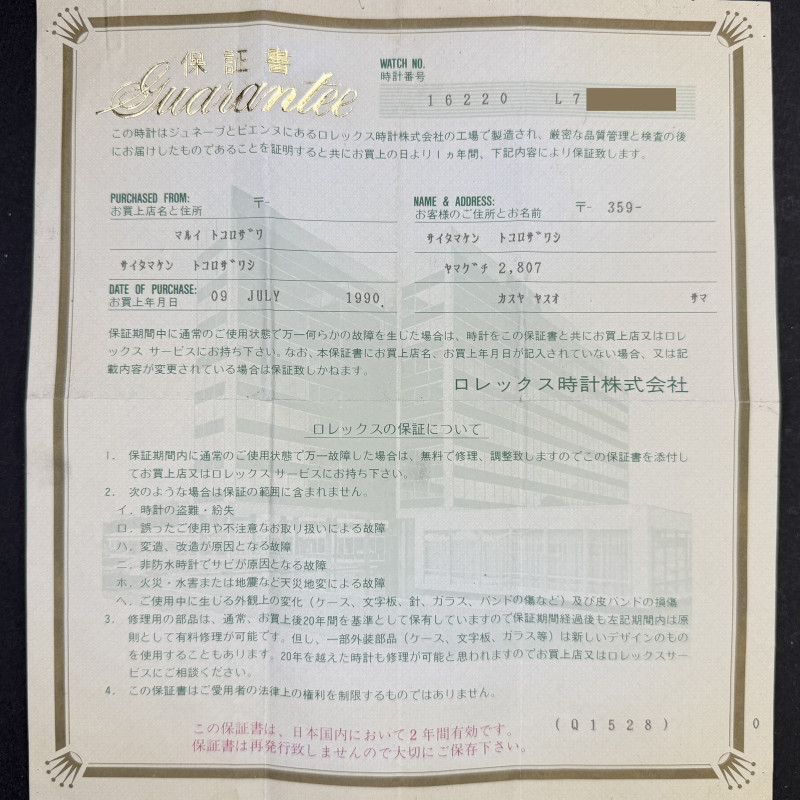 保証書
Guarantee
WATCH NO.
時計番号
16220 L7
この時計はジュネーブとビエンヌにあるロレックス時計株式会社の工場で製造され、厳密な品質管理と検査の後
にお届けしたものであることを証明すると共にお買上の日より1ヵ年間、下記内容により保証致します。
PURCHASED FROM:
お買上店名と住所
〒-
マルイ トコロザワ
サイタマケン トコロザワシ
DATE OF PURCHASE:
お買上年月日
09 JULY 1990.
NAME & ADDRESS:
お客様のご住所とお名前
〒- 359-
サイタマケン トコロザワシ
ヤマグチ 2,807
カスヤ ヤスオ サマ
保証期間中に通常のご使用状態で万一何らかの故障を生じた場合は、時計をこの保証書と共にお買上店又はロレ
ックス サービスにお持ち下さい。なお、本保証書にお買上店名、お買上年月日が記入されていない場合、又は記
載内容が変更されている場合は保証致しかねます。
ロレックス時計株式会社
ロレックスの保証について
1. 保証期間内に通常のご使用状態で万一故障した場合は、無料で修理、調整致しますのでこの保証書を添付し
てお買上店又はロレックス サービスにお持ち下さい。
2. 次のような場合は保証の範囲に含まれません。
イ. 時計の盗難・紛失
ロ. 誤ったご使用や不注意なお取り扱いによる故障
ハ. 変造、改造が原因となる故障
ニ. 非防水時計でサビが原因となる故障
ホ. 火災・水害または地震など天災地変による故障
ヘ. ご使用中に生じる外観上の変化(ケース、文字板、針、ガラス、バンドの傷など)及び皮バンドの損傷
3. 修理用の部品は、通常、お買上後20年間を基準として保有していますので保証期間経過後も左記期間内は原
則として有料修理が可能です。但し、一部外装部品(ケース、文字板、ガラス等)は新しいデザインのもの
を使用することもあります。20年を越えた時計も修理が可能と思われますのでお買上店又はロレックスサー
ビスにご相談ください。
4. この保証書はご愛用者の法律上の権利を制限するものではありません。
この保証書は、日本国内において2年間有効です。
保証書は再発行致しませんので大切にご保存下さい。
(Q1528)
0